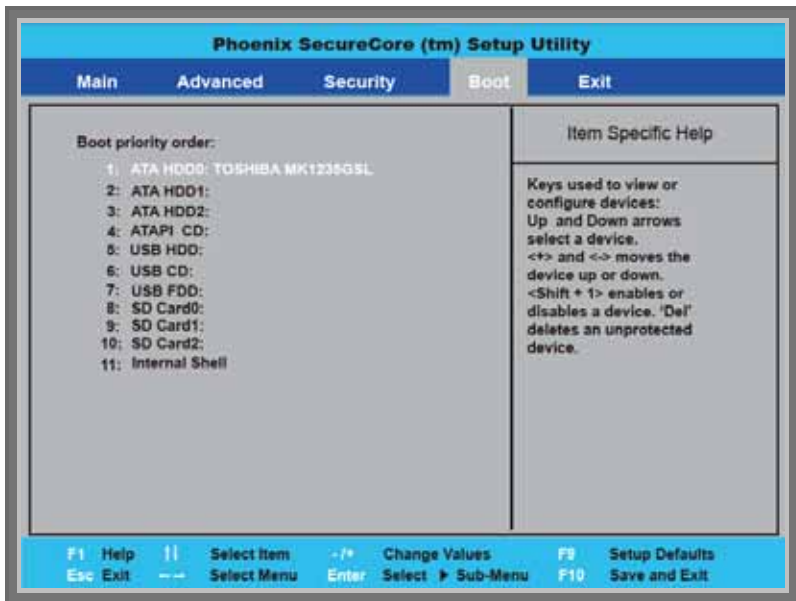 Phoenix SecureCore (tm) Setup Utility
Main Advanced Security Boot Exit
Boot priority order:
1: ATA HDD0: TOSHIBA MK1235GSL
2: ATA HDD1:
3: ATA HDD2:
4: ATAPI CD:
5: USB HDD:
6: USB CD:
7: USB FDD:
8: SD Card0:
9: SD Card1:
10: SD Card2:
11: Internal Shell
Item Specific Help
Keys used to view or
configure devices:
Up and Down arrows
select a device.
<+> and <-> moves the
device up or down.
<Shift + 1> enables or
disables a device. 'Del'
deletes an unprotected
device.
F1 Help ↑↓ Select Item -/+ Change Values F9 Setup Defaults
Esc Exit ←→ Select Menu Enter Select ▶ Sub-Menu F10 Save and Exit